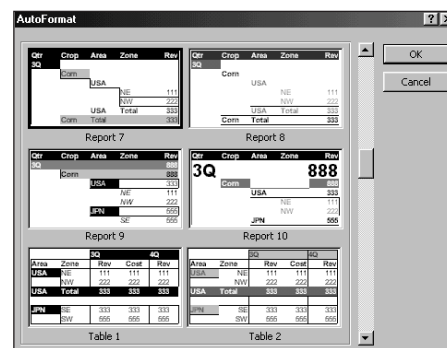 AutoFormat
OK
Cancel
Qtr Crop Area Zone Rev
3Q
Corn
USA
NE 111
NW 222
USA Total 333
Corn Total 333
Report 7
Qtr Crop Area Zone Rev
3Q
Corn
USA
NE 111
NW 222
USA Total 333
Corn Total 333
Report 8
Qtr Crop Area Zone Rev
3Q 888
Corn 888
USA 333
NE 111
NW 222
JPN 555
SE 333
Report 9
Qtr Crop Area Zone Rev
3Q 888
Corn 888
USA 333
NE 111
NW 222
JPN 555
Report 10
3Q 4Q
Area Zone Rev Cost Rev
USA NE 111 111 111
NW 222 222 222
USA Total 333 333 333
JPN SE 333 333 333
SW 555 555 555
Table 1
3Q 4Q
Area Zone Rev Cost Rev
USA NE 111 111 111
NW 222 222 222
USA Total 333 333 333
JPN SE 333 333 333
SW 555 555 555
Table 2